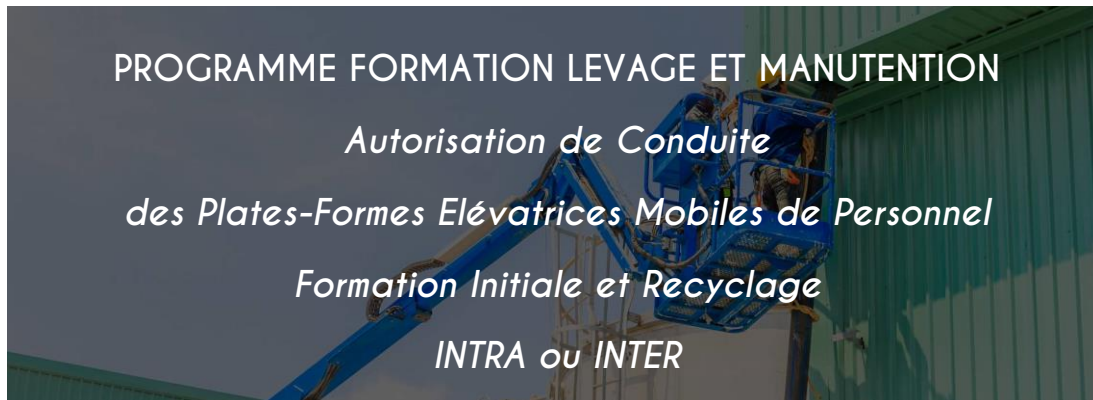 PROGRAMME FORMATION LEVAGE ET MANUTENTION
Autorisation de Conduite
des Plates-Formes Elévatrices Mobiles de Personnel
Formation Initiale et Recyclage
INTRA ou INTER